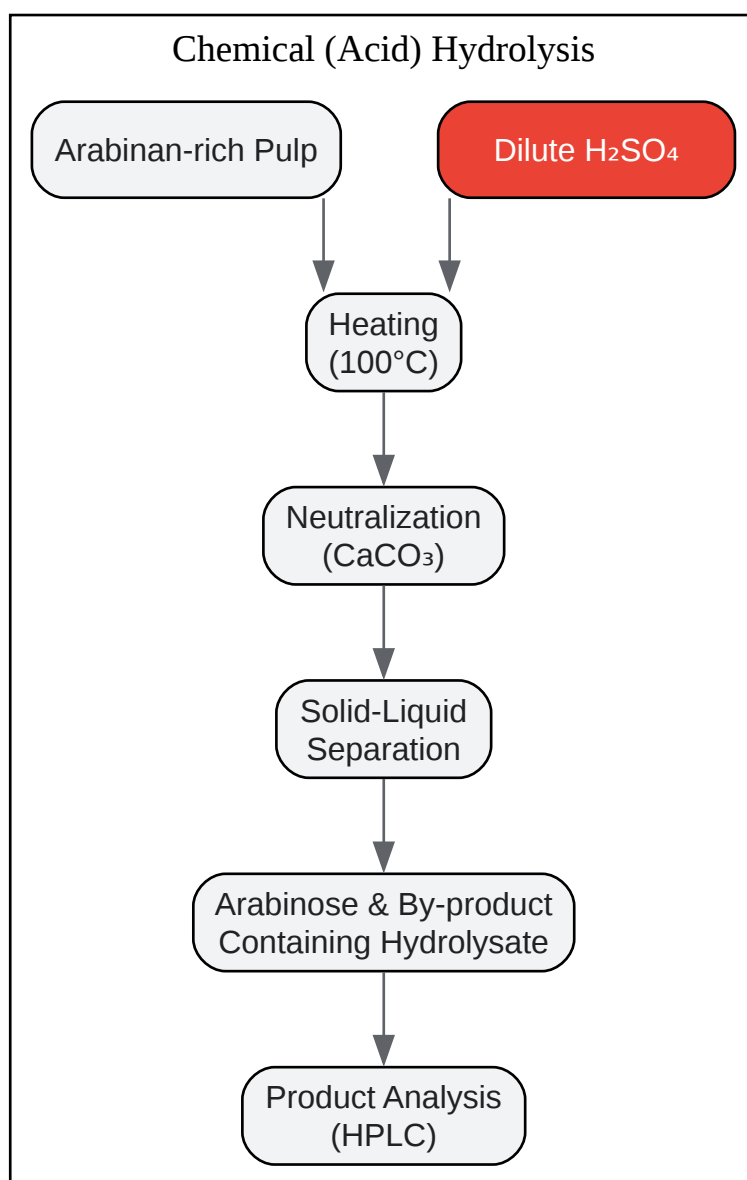 Chemical (Acid) Hydrolysis
Arabinan-rich Pulp
Dilute H₂SO₄
Heating
(100°C)
Neutralization
(CaCO₃)
Solid-Liquid
Separation
Arabinose & By-product
Containing Hydrolysate
Product Analysis
(HPLC)